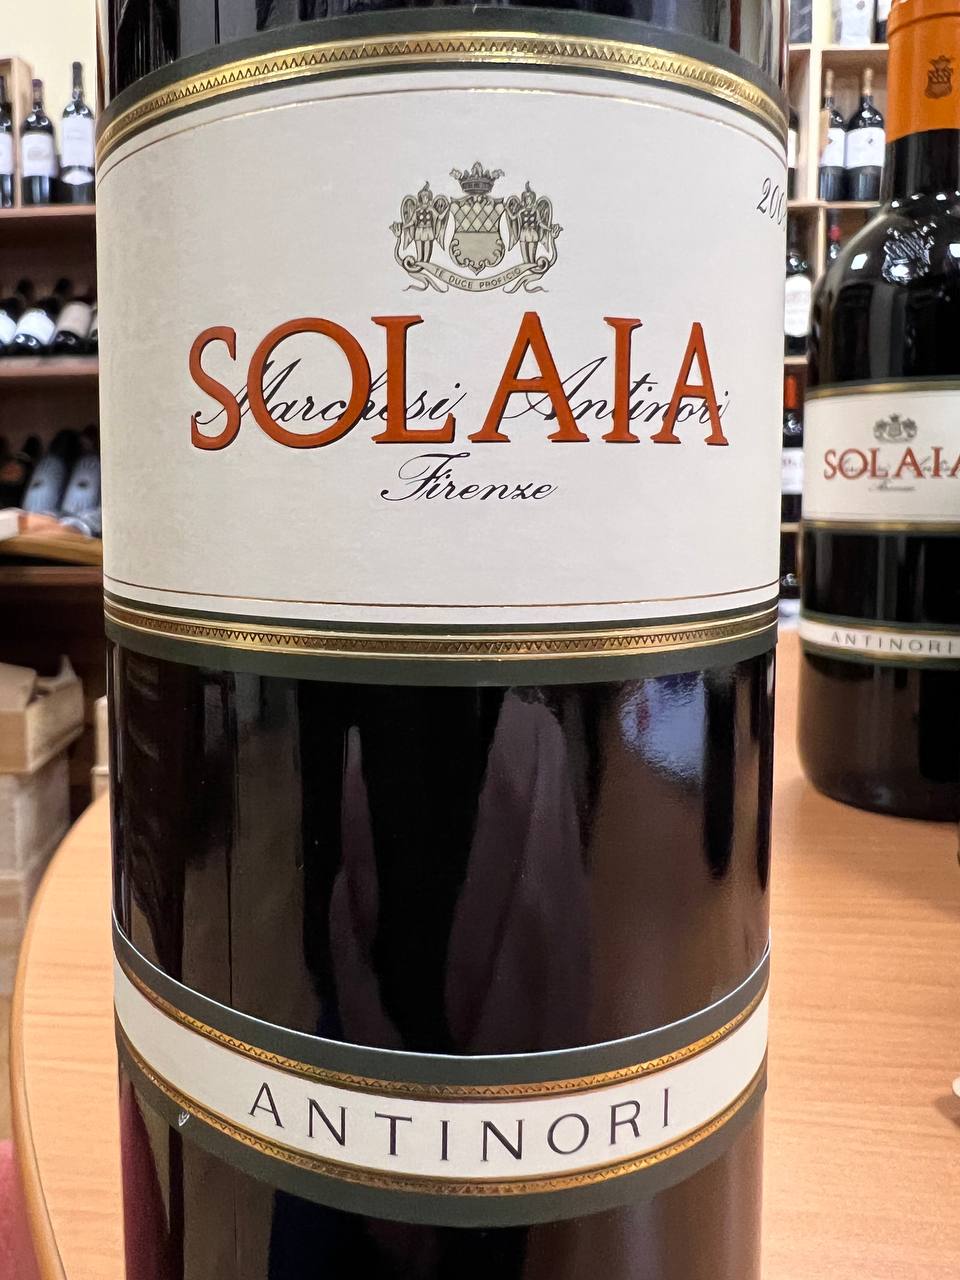 TE DUCE PROFICIO
SOLAIA
Marchesi Antinori
Firenze
ANTINORI
SOLAIA
ANTINORI